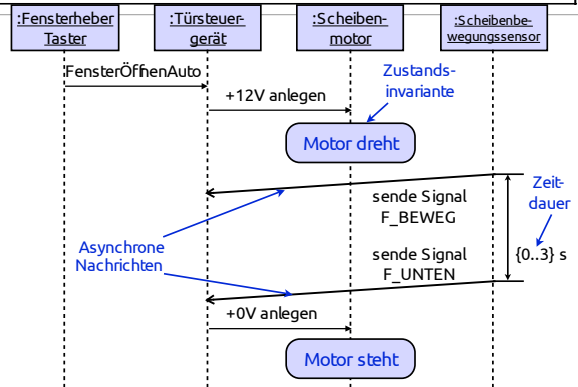 :Fensterheber
Taster
:Türsteuer-
gerät
:Scheiben-
motor
:Scheibenbe-
wegungssensor
FensterÖffnenAuto
+12V anlegen
Zustands-
invariante
Motor dreht
sende Signal
F_BEWEG
Zeit-
dauer
Asynchrone
Nachrichten
sende Signal
F_UNTEN
{0..3} s
+0V anlegen
Motor steht